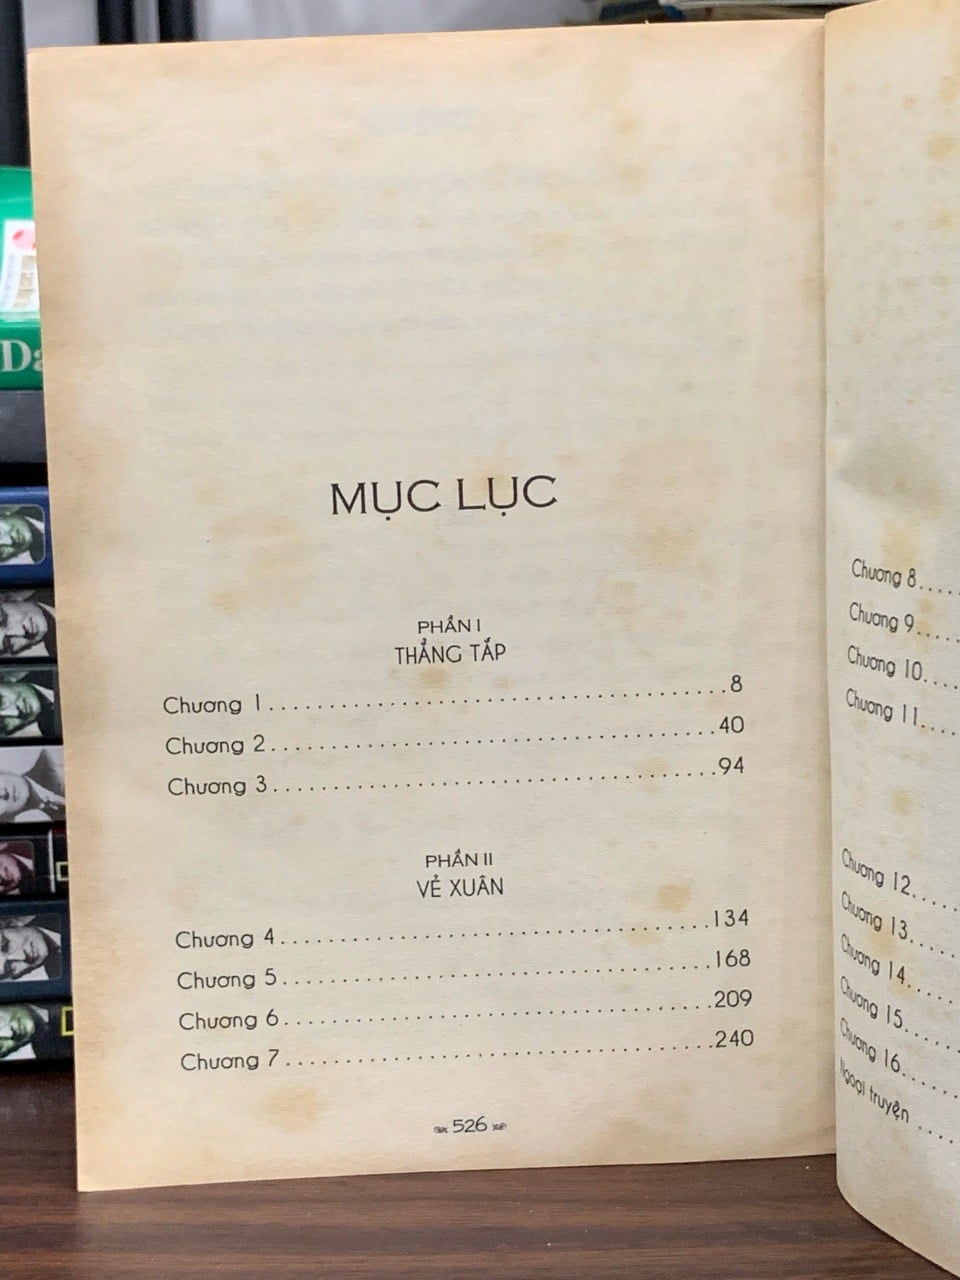 MỤC LỤC
PHẦN I
THẲNG TẮP
Chương 1........................................8
Chương 2........................................40
Chương 3........................................94
PHẦN II
VẺ XUÂN
Chương 4........................................134
Chương 5........................................168
Chương 6........................................209
Chương 7........................................240
526
Chương 8....
Chương 9....
Chương 10....
Chương 11....
Chương 12....
Chương 13....
Chương 14....
Chương 15....
Chương 16....
Ngoại truyện....